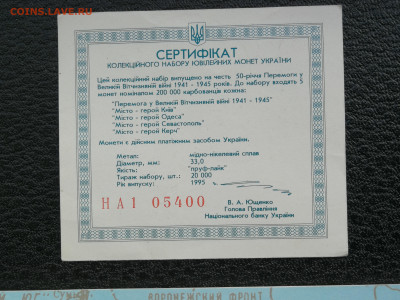 COINS.SU
СЕРТИФІКАТ
КОЛЕКЦІЙНОГО НАБОРУ ЮВІЛЕЙНИХ МОНЕТ УКРАЇНИ
Цей колекційний набір випущено на честь 50-річчя Перемоги у
Великій Вітчизняній війні 1941 - 1945 років. До набору входять 5
монет номіналом 200 000 карбованців кожна:
"Перемога у Великій Вітчизняній війні 1941 - 1945"
"Місто - герой Київ"
"Місто - герой Одеса"
"Місто - герой Севастополь"
"Місто - герой Керч"
Монети є дійсним платіжним засобом України.
Метал: мідно-нікелевий сплав
Діаметр, мм: 33,0
Якість: "пруф-лайк"
Тираж набору, шт.: 20 000
Рік випуску: 1995
НА1 05400
В. А. Ющенко
Голова Правління
Національного банку України
ВОРОНЕЖСКИЙ ФРОНТ